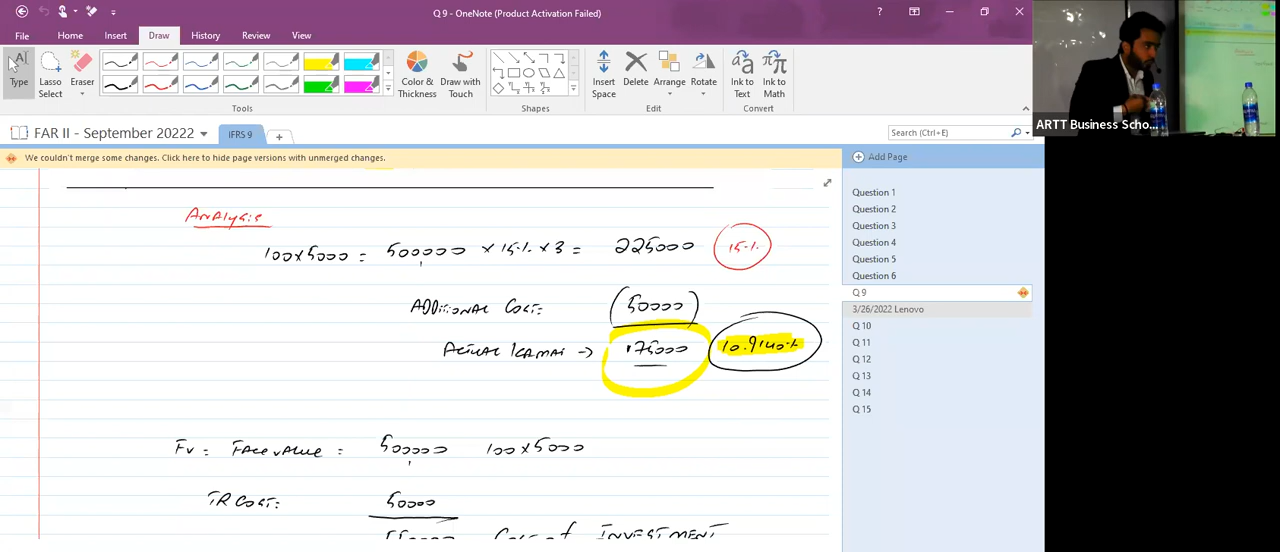 Q 9 - OneNote (Product Activation Failed)
?
File Home Insert Draw History Review View
Type
Lasso Select
Eraser
Color & Thickness
Draw with Touch
Insert Space
Delete
Arrange
Rotate
Ink to Text
Ink to Math
Tools
Shapes
Edit
Convert
ARTT Business Scho...
FAR II - September 20222
IFRS 9
Search (Ctrl+E)
We couldn't merge some changes. Click here to hide page versions with unmerged changes.
Add Page
Question 1
Question 2
Question 3
Question 4
Question 5
Question 6
Q 9
3/26/2022 Lenovo
Q 10
Q 11
Q 12
Q 13
Q 14
Q 15
Analysis
100x5000 = 500000 x 15% x 3 = 225000 15%
ADDITIONAL COST: (50000)
ACTUAL KAMAI → 175000 10.9140%
FV = FACE VALUE = 500000 100x5000
TR COST: 50000
550000 COST of INVESTMENT